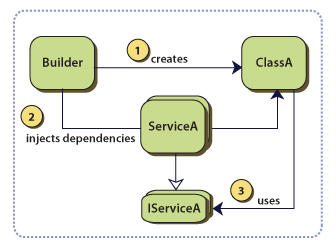 1
creates
Builder
ClassA
2
injects dependencies
ServiceA
3
uses
IServiceA